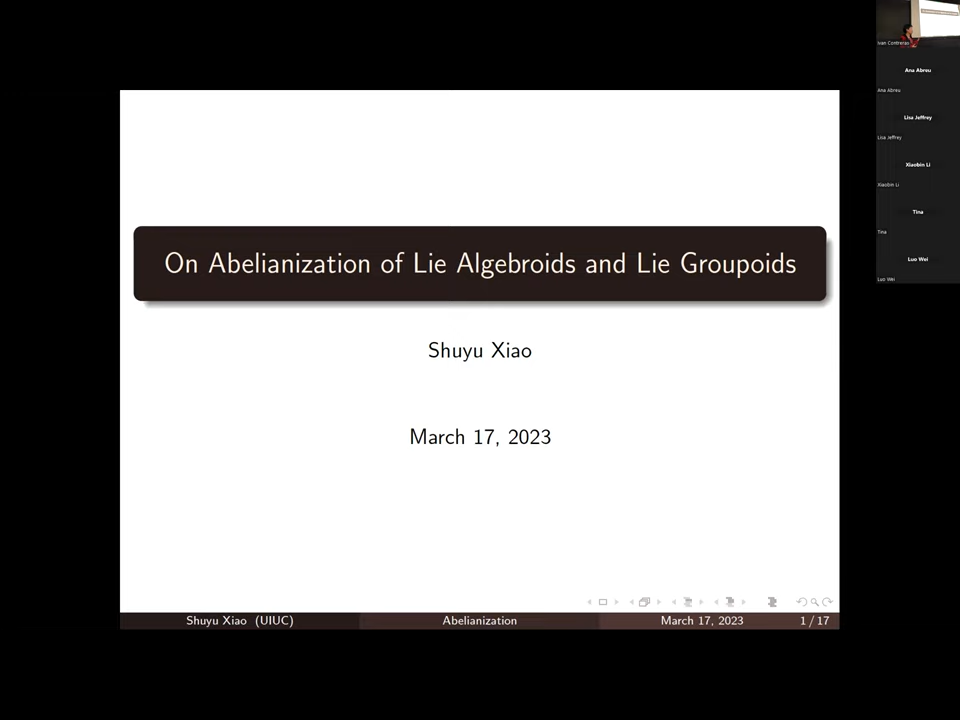 On Abelianization of Lie Algebroids and Lie Groupoids
Shuyu Xiao
March 17, 2023
Shuyu Xiao (UIUC)
Abelianization
March 17, 2023
1 / 17
Ivan Contreras
Ana Abreu
Ana Abreu
Lisa Jeffrey
Lisa Jeffrey
Xiaobin Li
Xiaobin Li
Tina
Tina
Luo Wei
Luo Wei